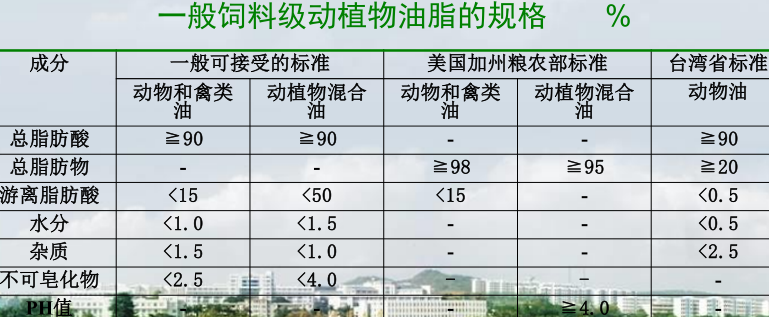 一般饲料级动植物油脂的规格 %
成分 一般可接受的标准 美国加州粮农部标准 台湾省标准
动物和禽类油 动植物混合油 动物和禽类油 动植物混合油 动物油
总脂肪酸 ≧90 ≧90 - - ≧90
总脂肪物 - - ≧98 ≧95 ≧20
游离脂肪酸 <15 <50 <15 - <0.5
水分 <1.0 <1.5 - - <0.5
杂质 <1.5 <1.0 - - <2.5
不可皂化物 <2.5 <4.0 - - -
PH值 - - - ≧4.0 -